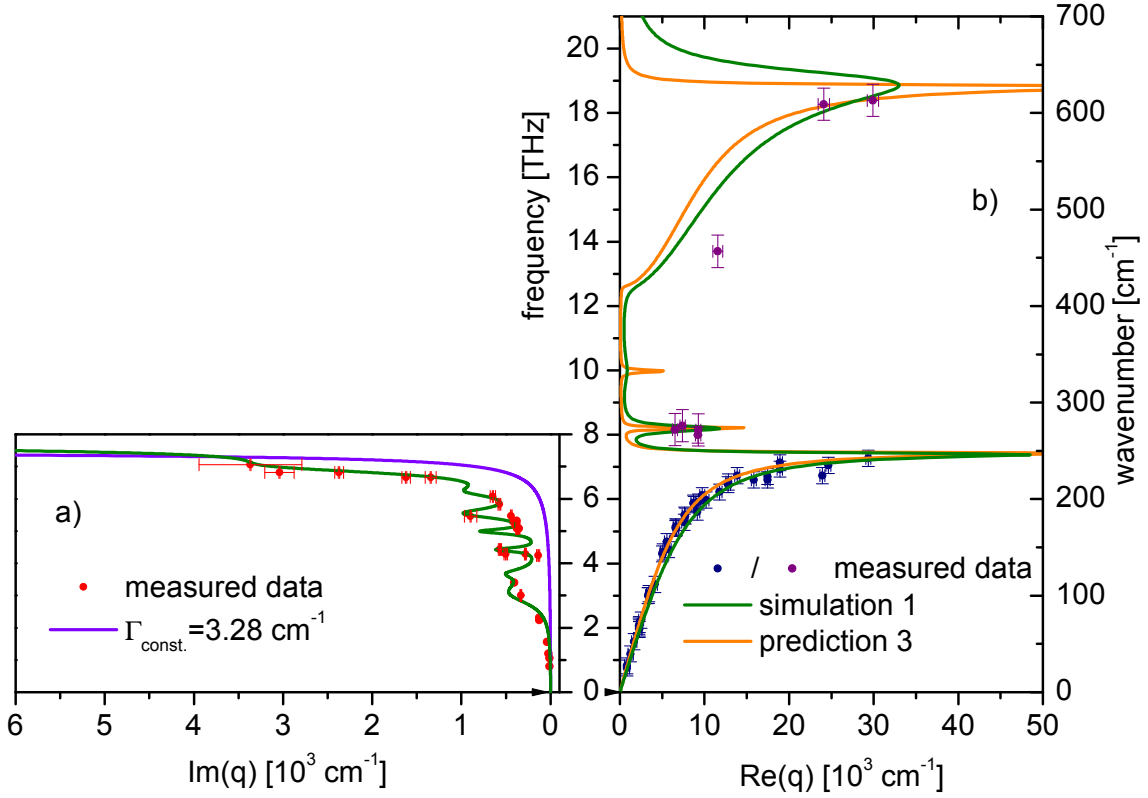 a)
measured data
Γconst.=3.28 cm⁻¹
6
5
4
3
2
1
0
Im(q) [10³ cm⁻¹]
8
6
4
2
0
20
18
16
14
12
10
frequency [THz]
b)
/ measured data
simulation 1
prediction 3
0
10
20
30
40
50
Re(q) [10³ cm⁻¹]
700
600
500
400
300
200
100
0
wavenumber [cm⁻¹]